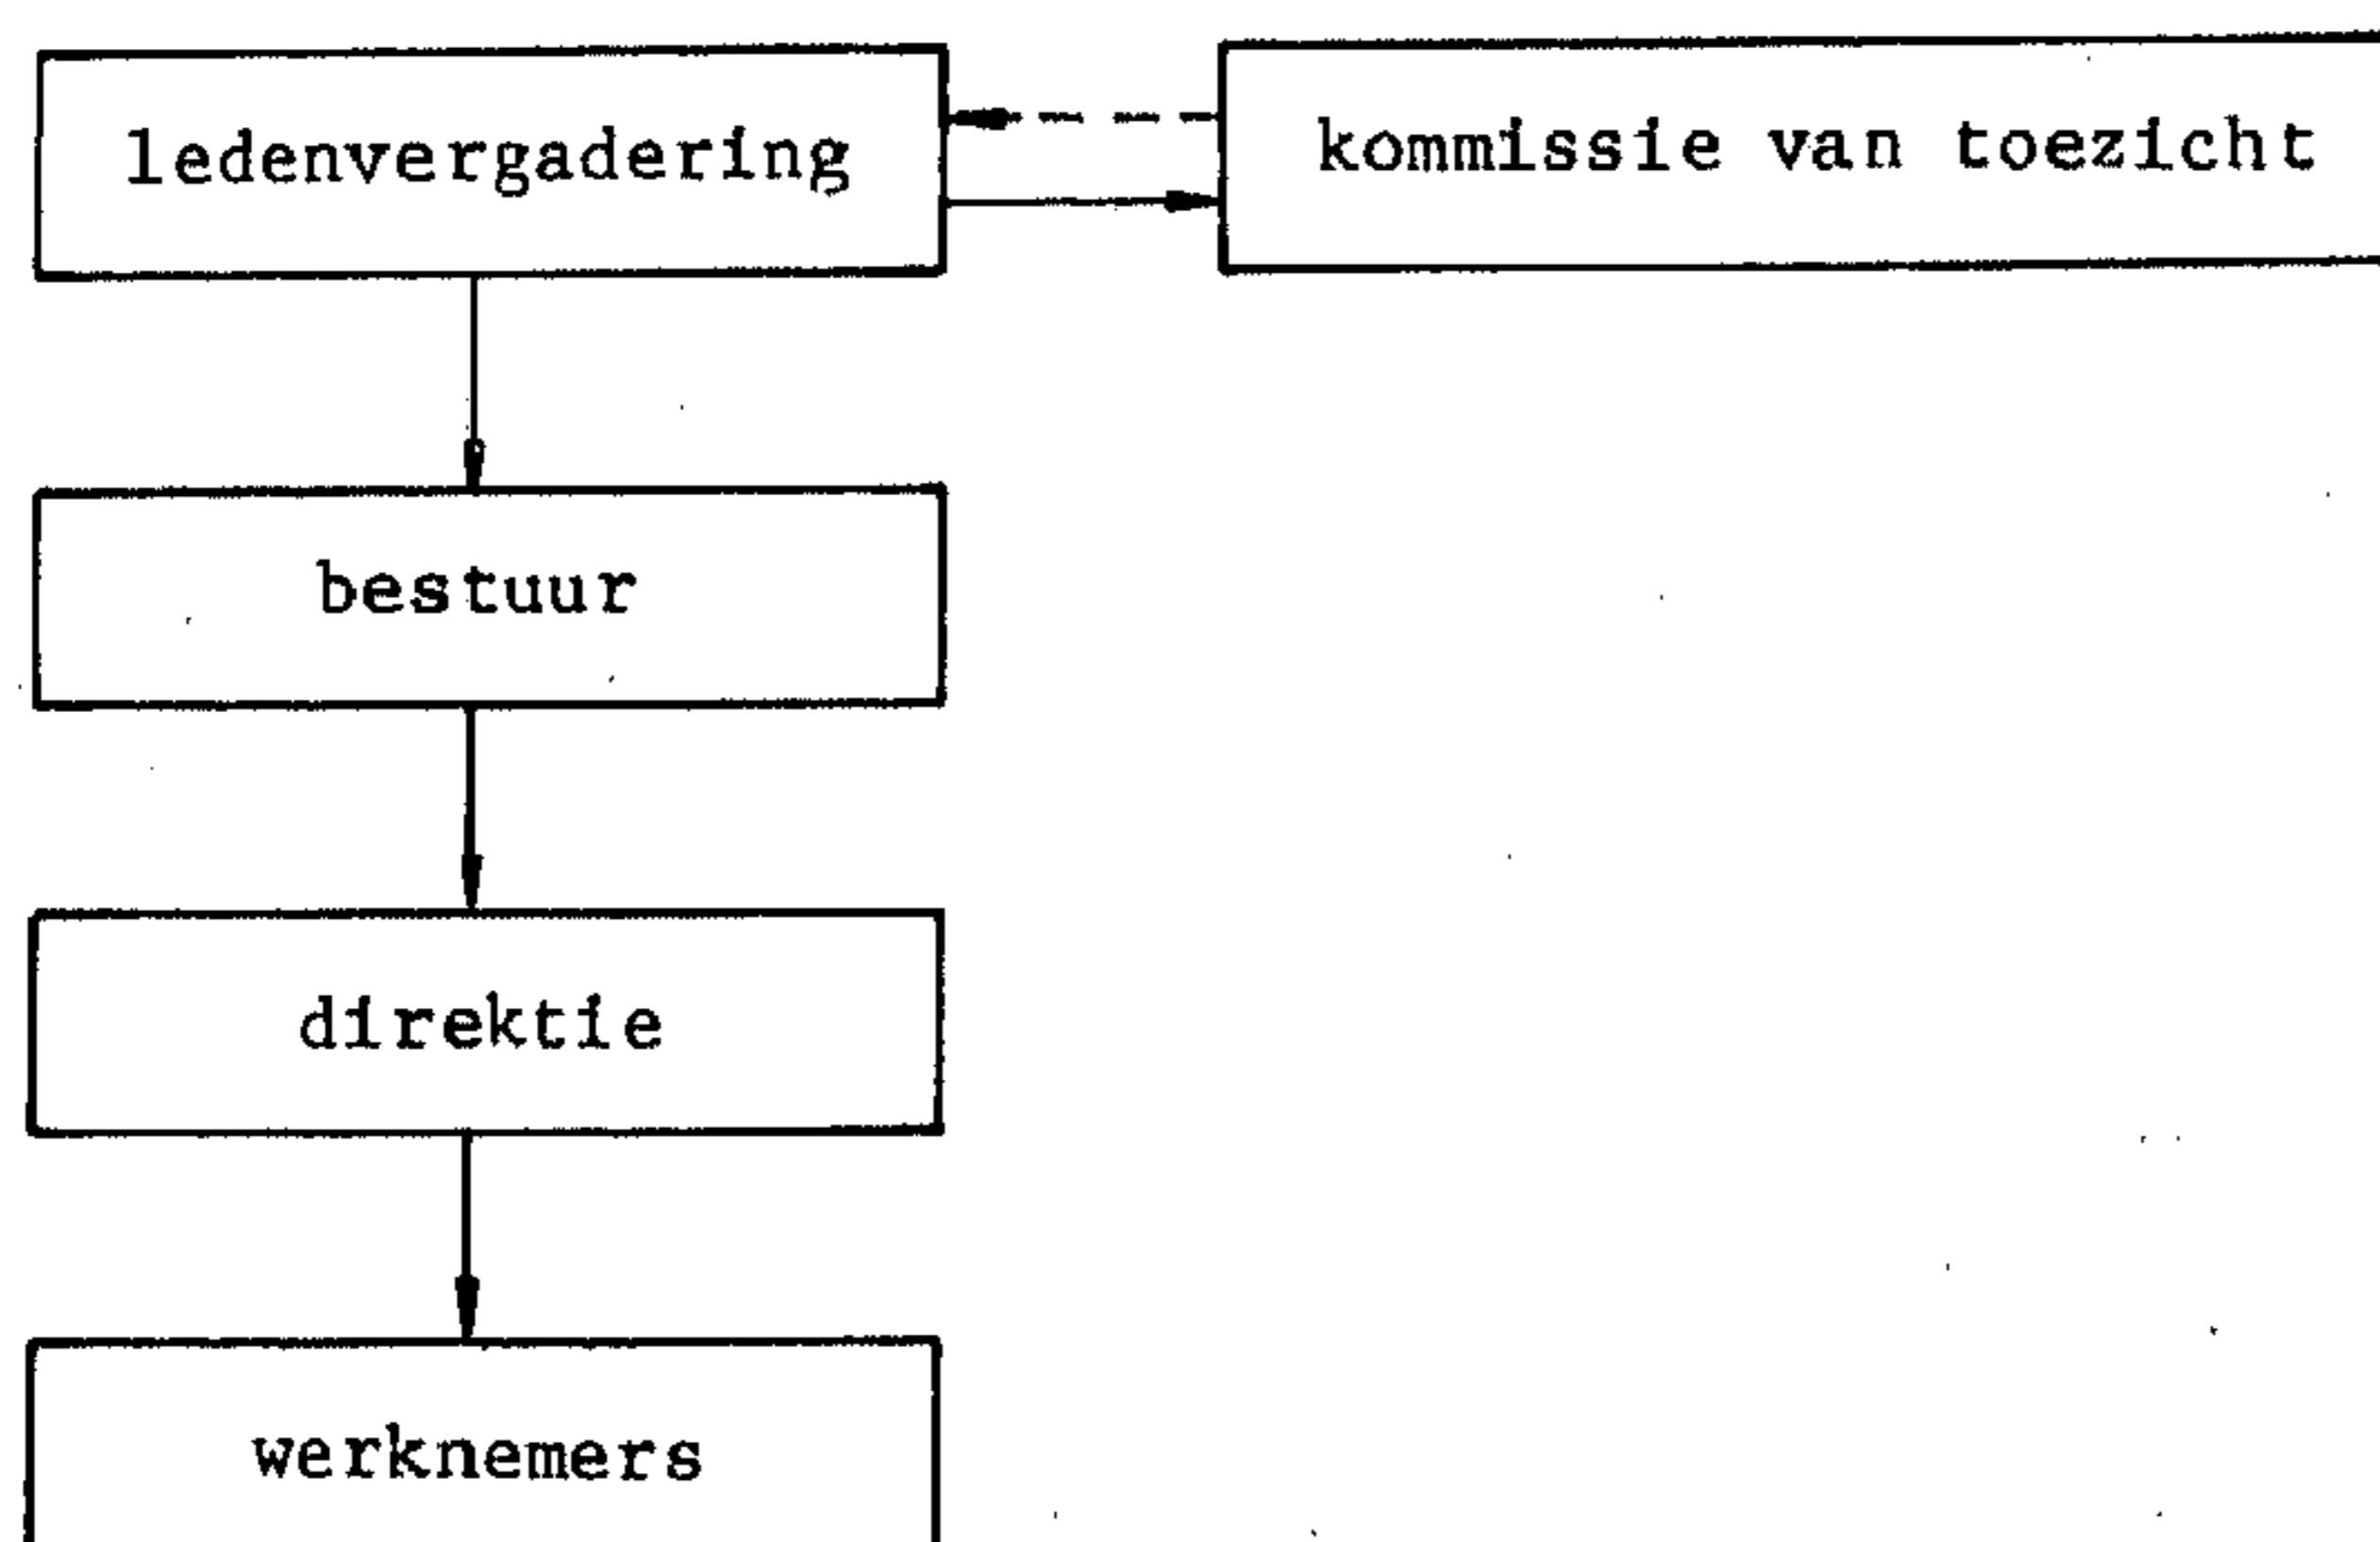 ledenvergadering
kommissie van toezicht
bestuur
direktie
werknemers